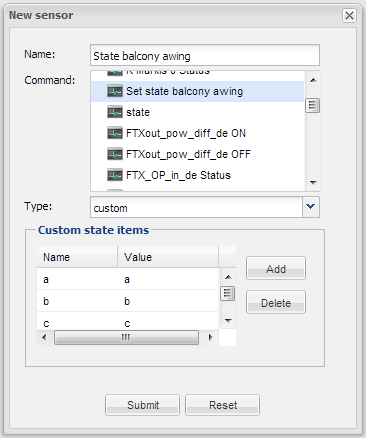 New sensor
Name: State balcony awing
Command:
Set state balcony awing
state
FTXout_pow_diff_de ON
FTXout_pow_diff_de OFF
FTX_OP_in_de Status
Type: custom
Custom state items
Name Value
a a
b b
c c
Add
Delete
Submit Reset